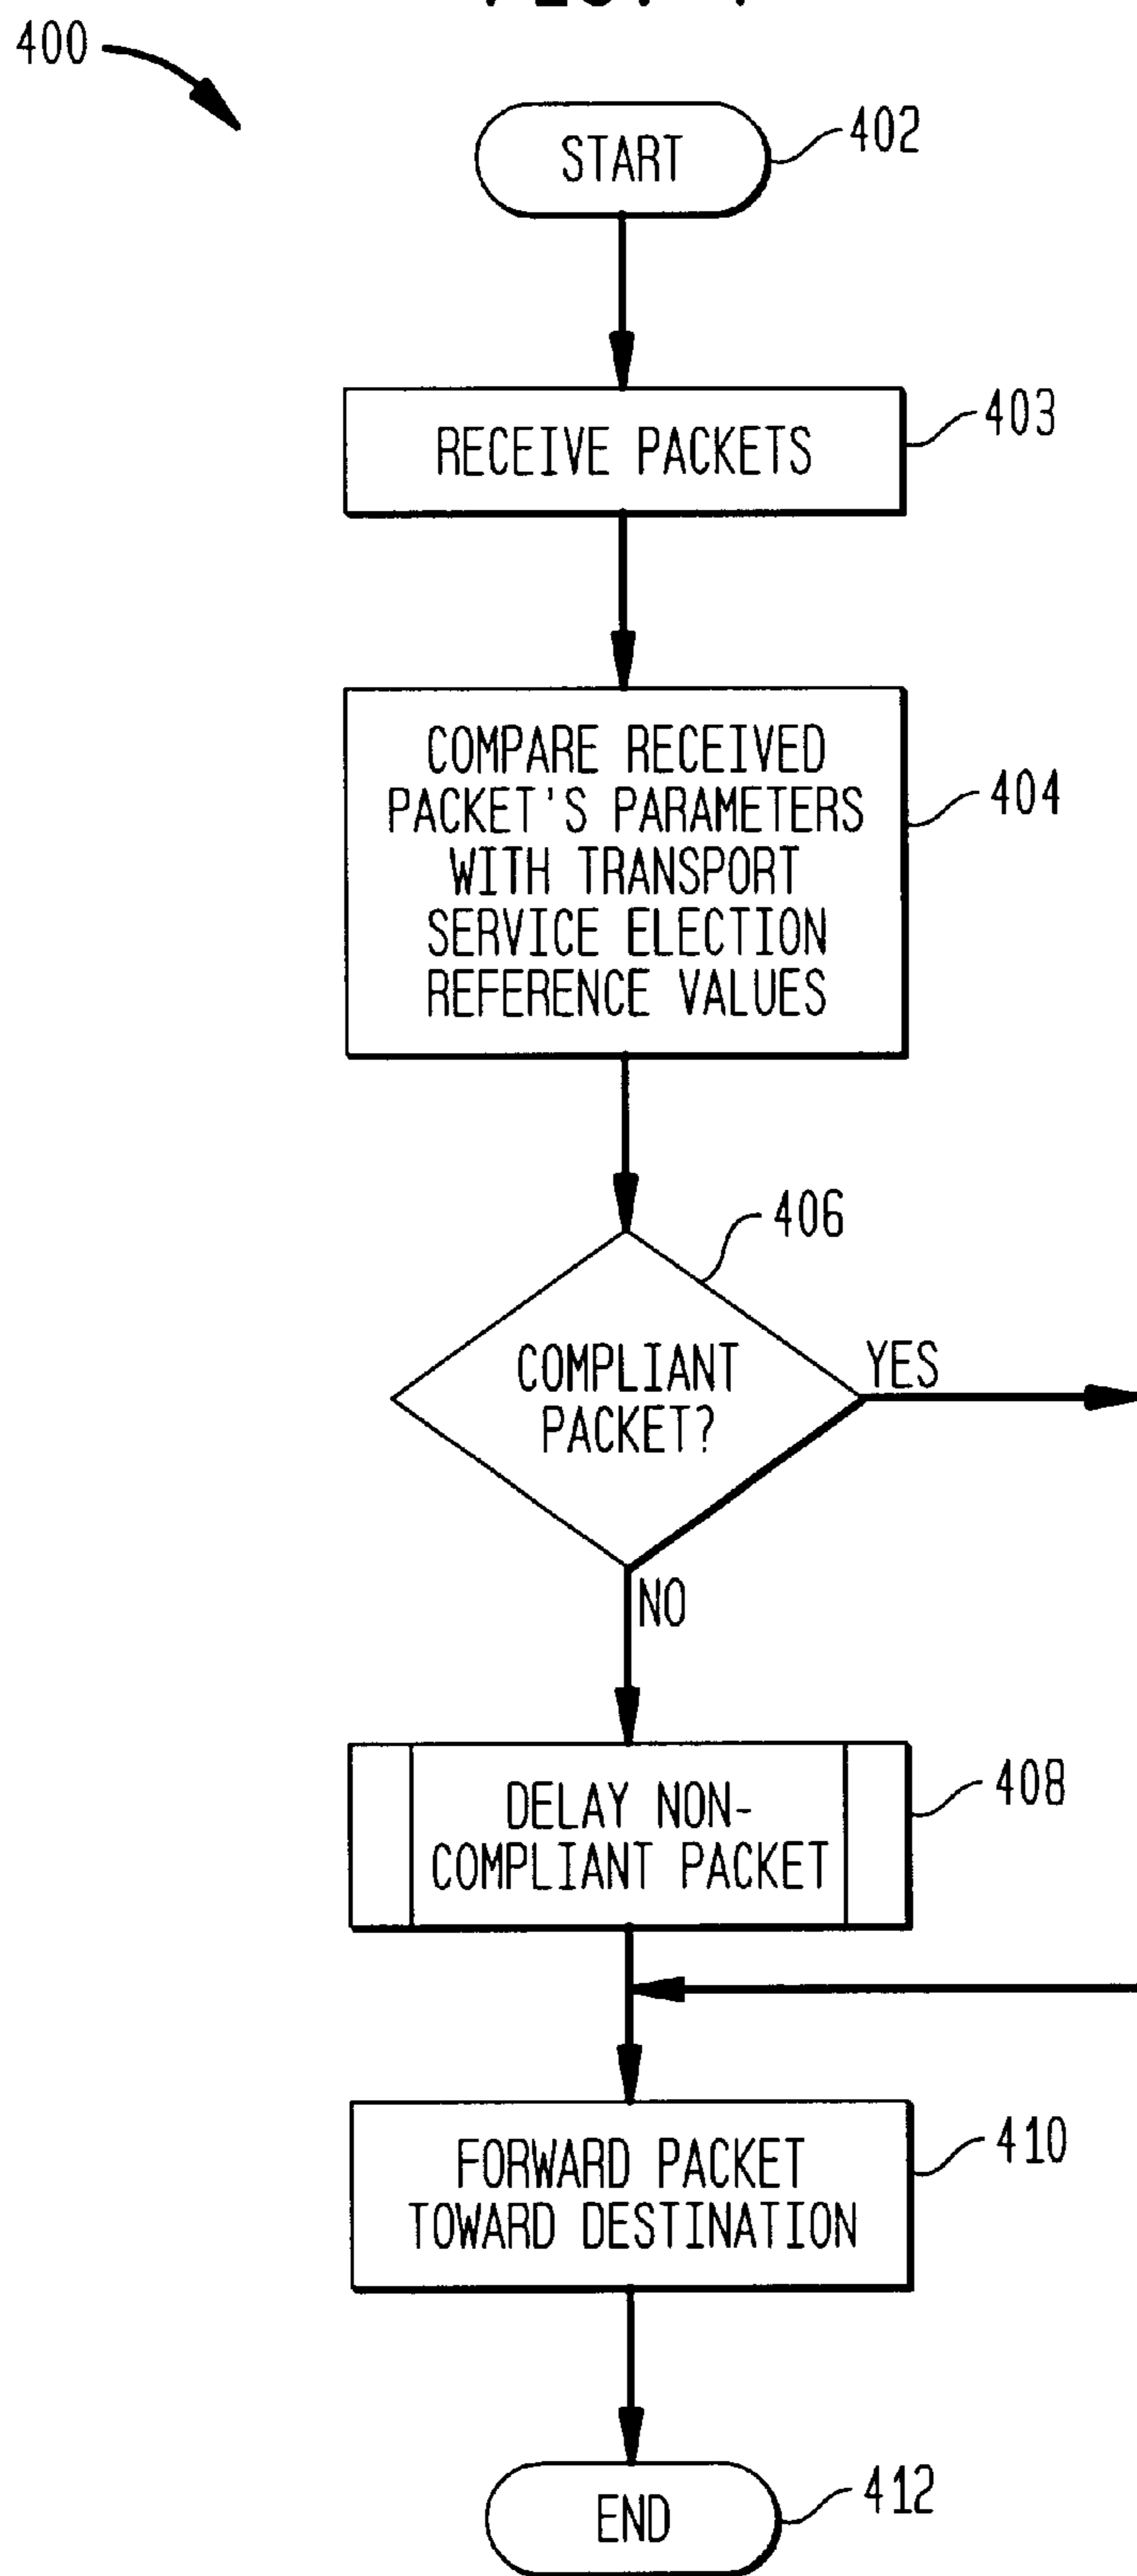 400
START
402
RECEIVE PACKETS
403
COMPARE RECEIVED
PACKET'S PARAMETERS
WITH TRANSPORT
SERVICE ELECTION
REFERENCE VALUES
404
406
COMPLIANT
PACKET?
YES
NO
DELAY NON-
COMPLIANT PACKET
408
FORWARD PACKET
TOWARD DESTINATION
410
END
412